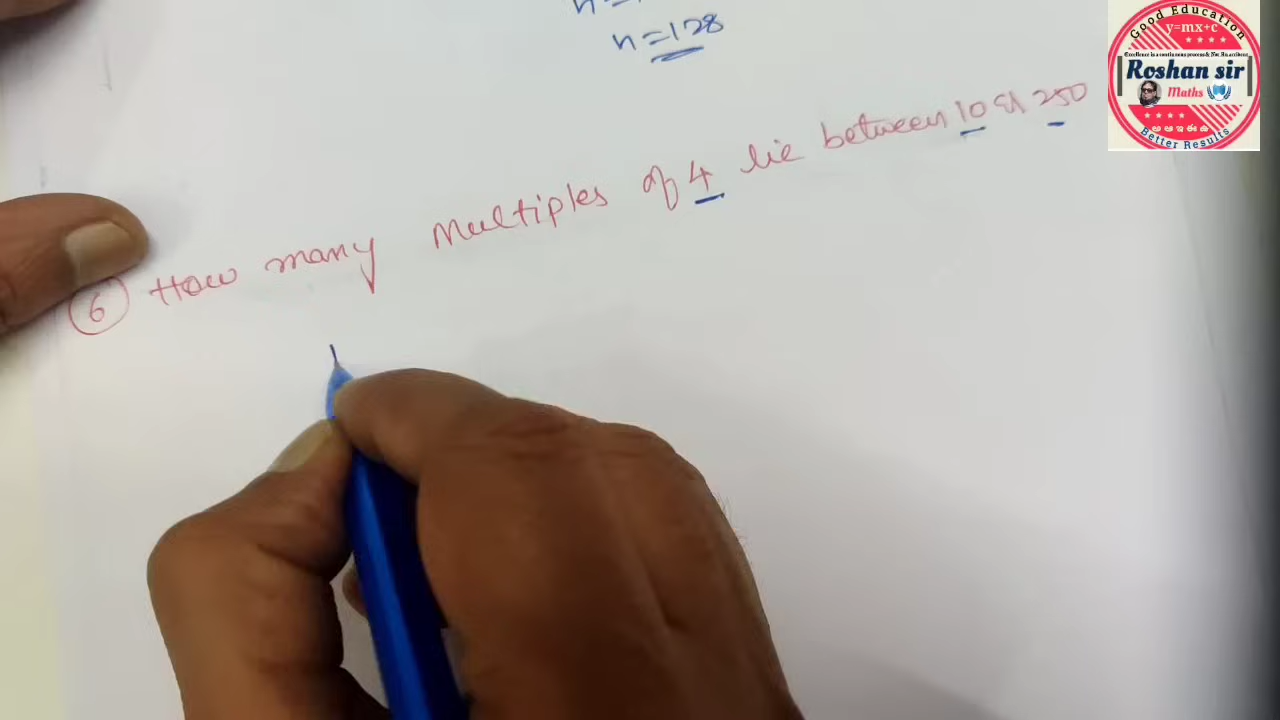 n=128
6 How many Multiples of 4 lie between 10 & 250
Good Education
y=mx+c
Roshan sir
Maths
ಅ ಆ ಇ ಈ ಉ
Better Results